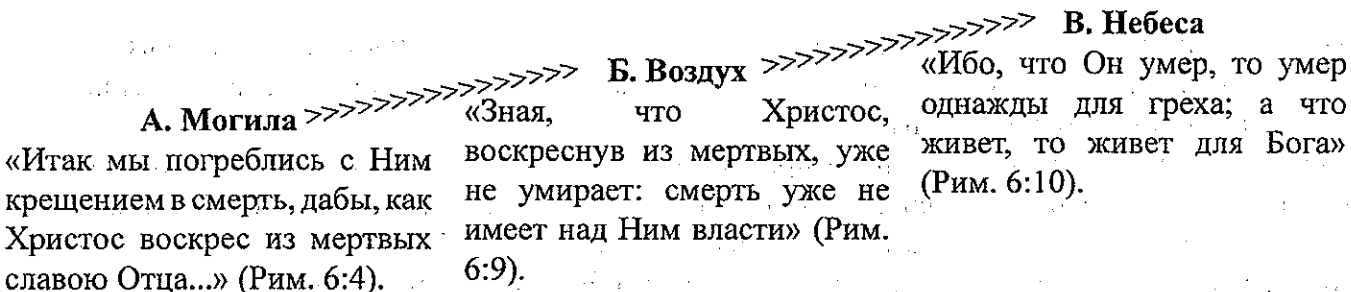 А. Могила >>>>>>>>>>>>>>>>>
«Итак мы погреблись с Ним
крещением в смерть, дабы, как
Христос воскрес из мертвых
славою Отца...» (Рим. 6:4).
Б. Воздух >>>>>>>>>>>>>>>>>
«Зная, что Христос,
воскреснув из мертвых, уже
не умирает: смерть уже не
имеет над Ним власти» (Рим.
6:9).
В. Небеса
«Ибо, что Он умер, то умер
однажды для греха; а что
живет, то живет для Бога»
(Рим. 6:10).